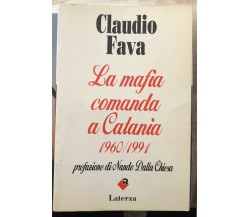 Claudio
Fava
La mafia
comanda
a Catania
1960/1991
prefazione di Nando Dalla Chiesa
Laterza